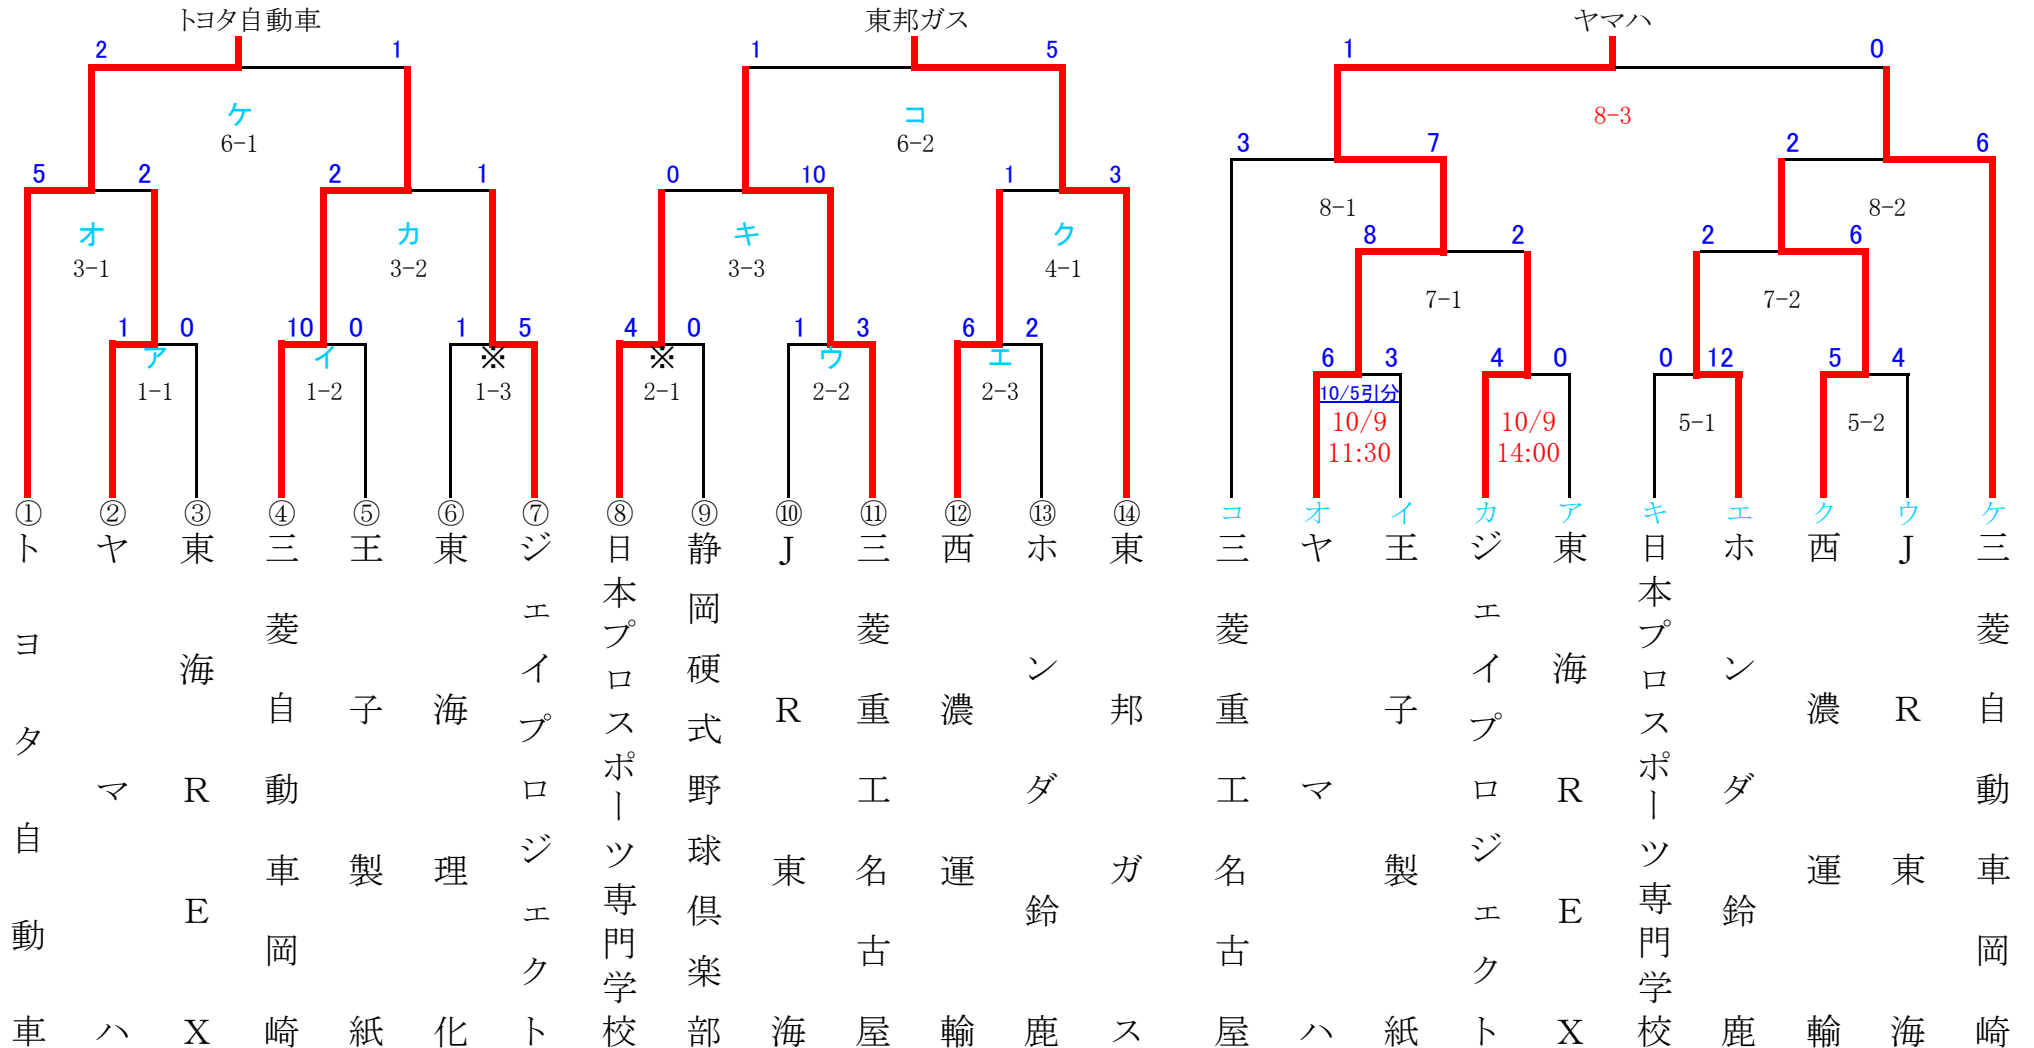 トヨタ自動車 東邦ガス ヤマハ
2 1 1 5 1 0
ケ コ 8-3
6-1 6-2
3 7 2 6
5 2 2 1 0 10 1 3
8-1 8-2
オ カ キ ク
8 2 2 6
3-1 3-2 3-3 4-1
7-1 7-2
1 0 10 0 1 5 4 0 1 3 6 2
ア イ ※ ※ ウ エ
6 3 4 0 0 12 5 4
1-1 1-2 1-3 2-1 2-2 2-3
10/5引分
10/9 10/9 5-1 5-2
11:30 14:00
① ② ③ ④ ⑤ ⑥ ⑦ ⑧ ⑨ ⑩ ⑪ ⑫ ⑬ ⑭ コ オ イ カ ア キ エ ク ウ ケ
トヨタ自動車
ヤマハ
東海REX
三菱自動車岡崎
王子製紙
東海理化
ジェイプロジェクト
日本プロスポーツ専門学校
静岡硬式野球倶楽部
JR東海
三菱重工名古屋
西濃運輸
ホンダ鈴鹿
東邦ガス
三菱重工名古屋
ヤマハ
王子製紙
ジェイプロジェクト
東海REX
日本プロスポーツ専門学校
ホンダ鈴鹿
西濃運輸
JR東海
三菱自動車岡崎